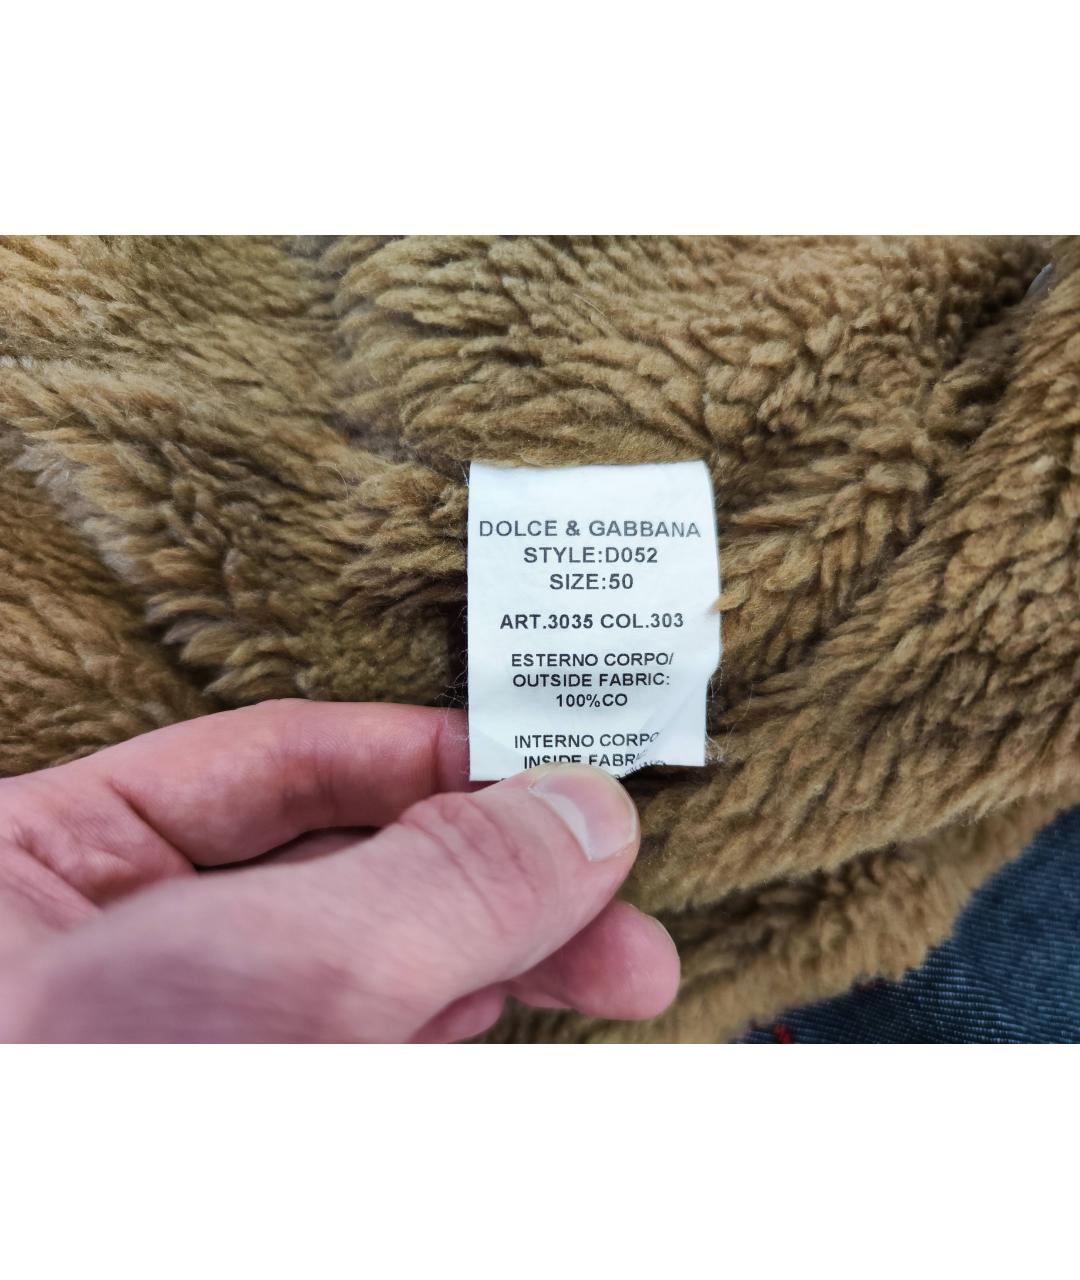 DOLCE & GABBANA
STYLE:D052
SIZE:50
ART.3035 COL.303
ESTERNO CORPO/
OUTSIDE FABRIC:
100%CO
INTERNO CORPO
INSIDE FABR